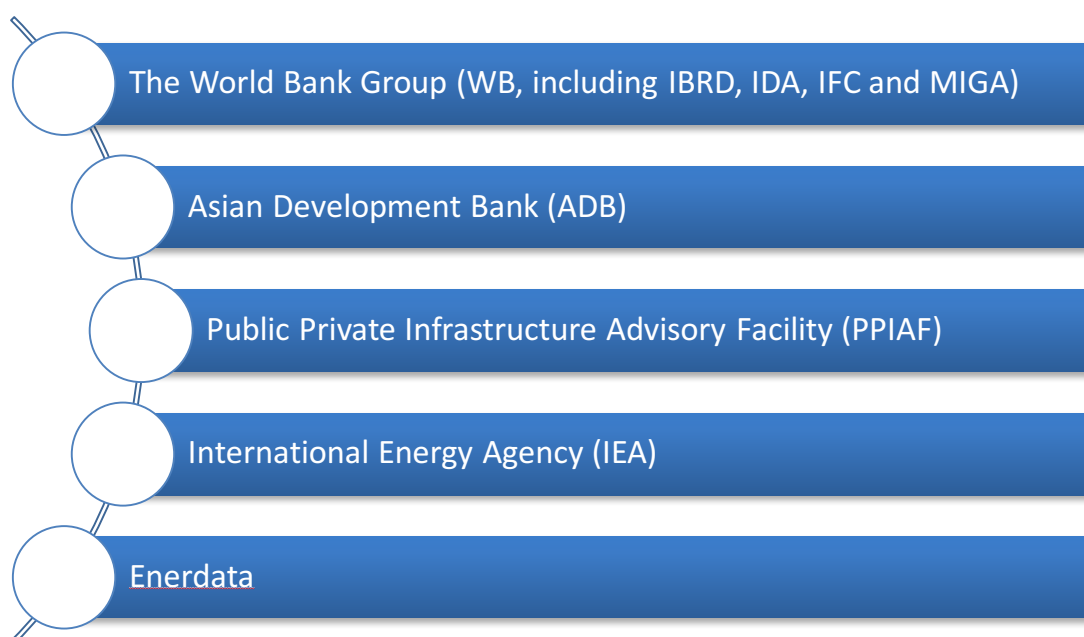 The World Bank Group (WB, including IBRD, IDA, IFC and MIGA)
Asian Development Bank (ADB)
Public Private Infrastructure Advisory Facility (PPIAF)
International Energy Agency (IEA)
Enerdata